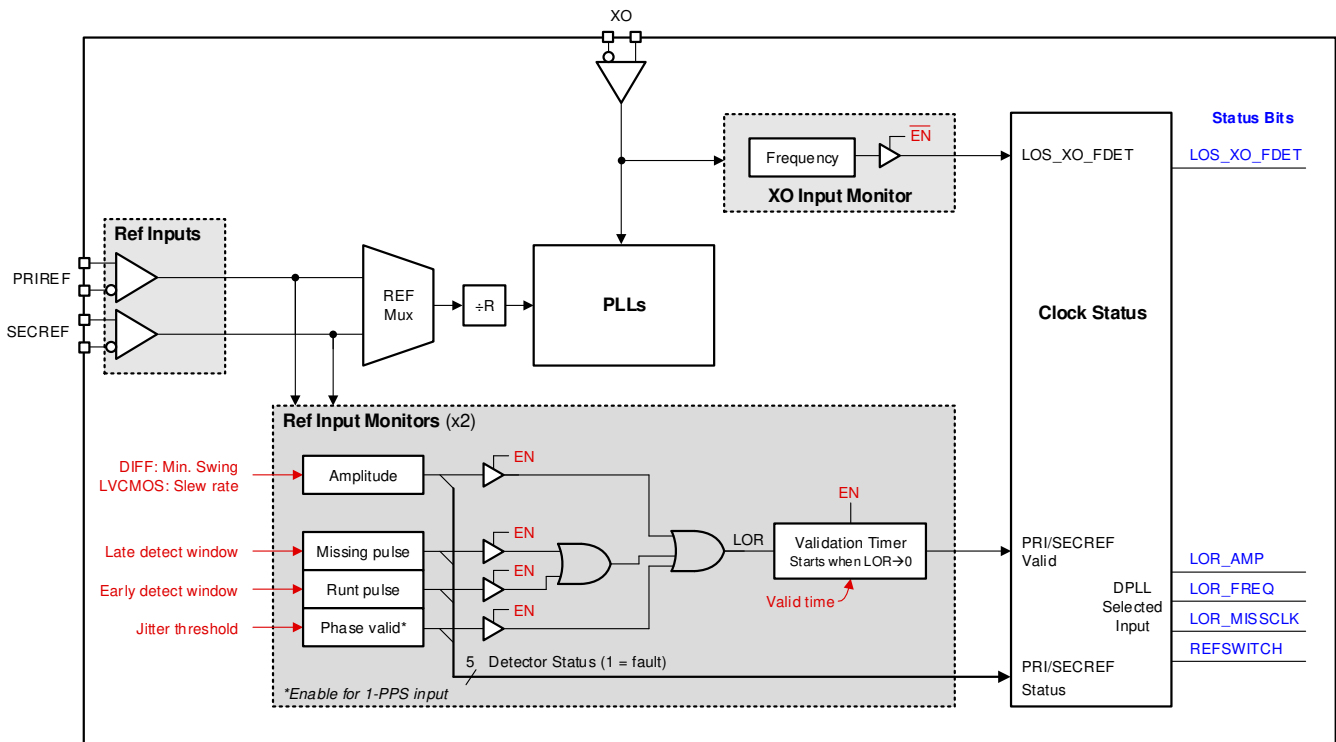 XO
Status Bits
EN
Frequency
LOS_XO_FDET
LOS_XO_FDET
XO Input Monitor
Ref Inputs
PRIREF
SECREF
REF
Mux
÷R
PLLs
Clock Status
Ref Input Monitors (x2)
DIFF: Min. Swing
LVCMOS: Slew rate
Amplitude
EN
EN
Late detect window
Missing pulse
EN
LOR
Validation Timer
Starts when LOR→0
PRI/SECREF
Valid
LOR_AMP
Early detect window
Runt pulse
EN
Valid time
DPLL
Selected
Input
LOR_FREQ
Jitter threshold
Phase valid*
EN
LOR_MISSCLK
REFSWITCH
5 Detector Status (1 = fault)
PRI/SECREF
Status
*Enable for 1-PPS input